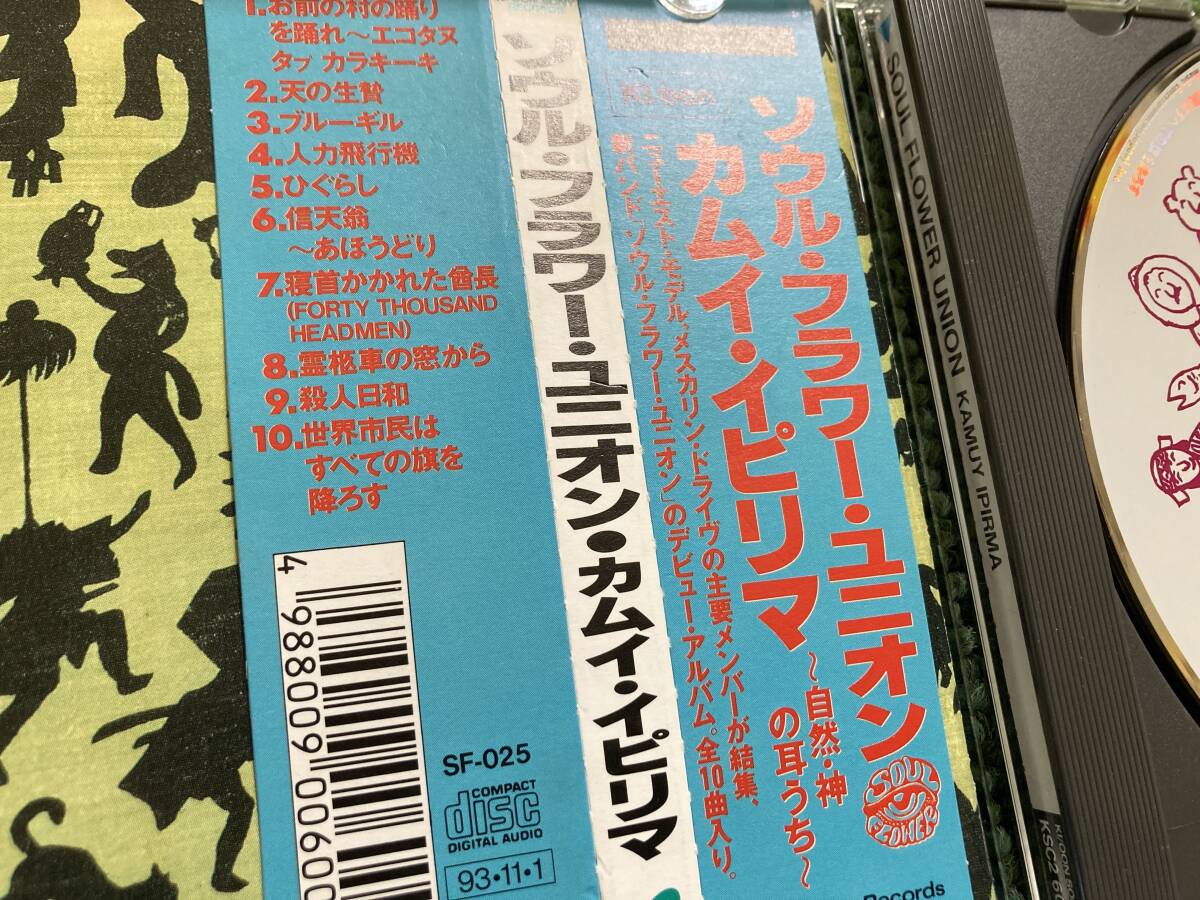 1.お前の村の踊り
を踊れ～エコタヌ
タプ カラキーキ
2.天の生贄
3.ブルーギル
4.人力飛行機
5.ひぐらし
6.信天翁
～あほうどり
7.寝首かかれた酋長
(FORTY THOUSAND
HEADMEN)
8.霊柩車の窓から
9.殺人日和
10.世界市民は
すべての旗を
降ろす
4 988009 00600
SF-025
COMPACT
disc
DIGITAL AUDIO
93・11・1
ソウル・フラワー・ユニオン・カムイ・イピリマ
Ki/oon
ソウル・フラワー・ユニオン
カムイ・イピリマ
～自然・神
の耳うち～
ニューエスト・モデル、メスカリン・ドライヴの主要メンバーが結集、
新バンド「ソウル・フラワー・ユニオン」のデビュー・アルバム。全10曲入り。
SOUL
FLOWER
Records
SOUL FLOWER UNION KAMUY IPIRMA